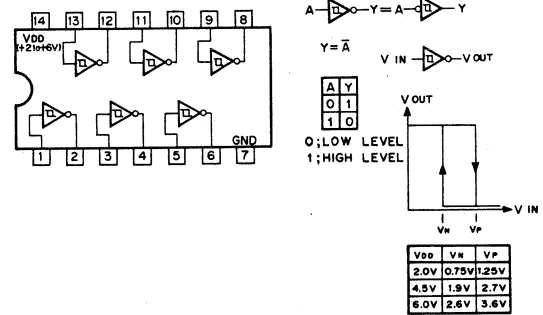 14 13 12 11 10 9 8
VDD
(+2 to +6V)
GND
1 2 3 4 5 6 7
A Y = A Y
Y = A̅
V IN V OUT
A Y
0 1
1 0
0 ; LOW LEVEL
1 ; HIGH LEVEL
V OUT
V IN
VN VP
VDD VN VP
2.0V 0.75V 1.25V
4.5V 1.9V 2.7V
6.0V 2.6V 3.6V